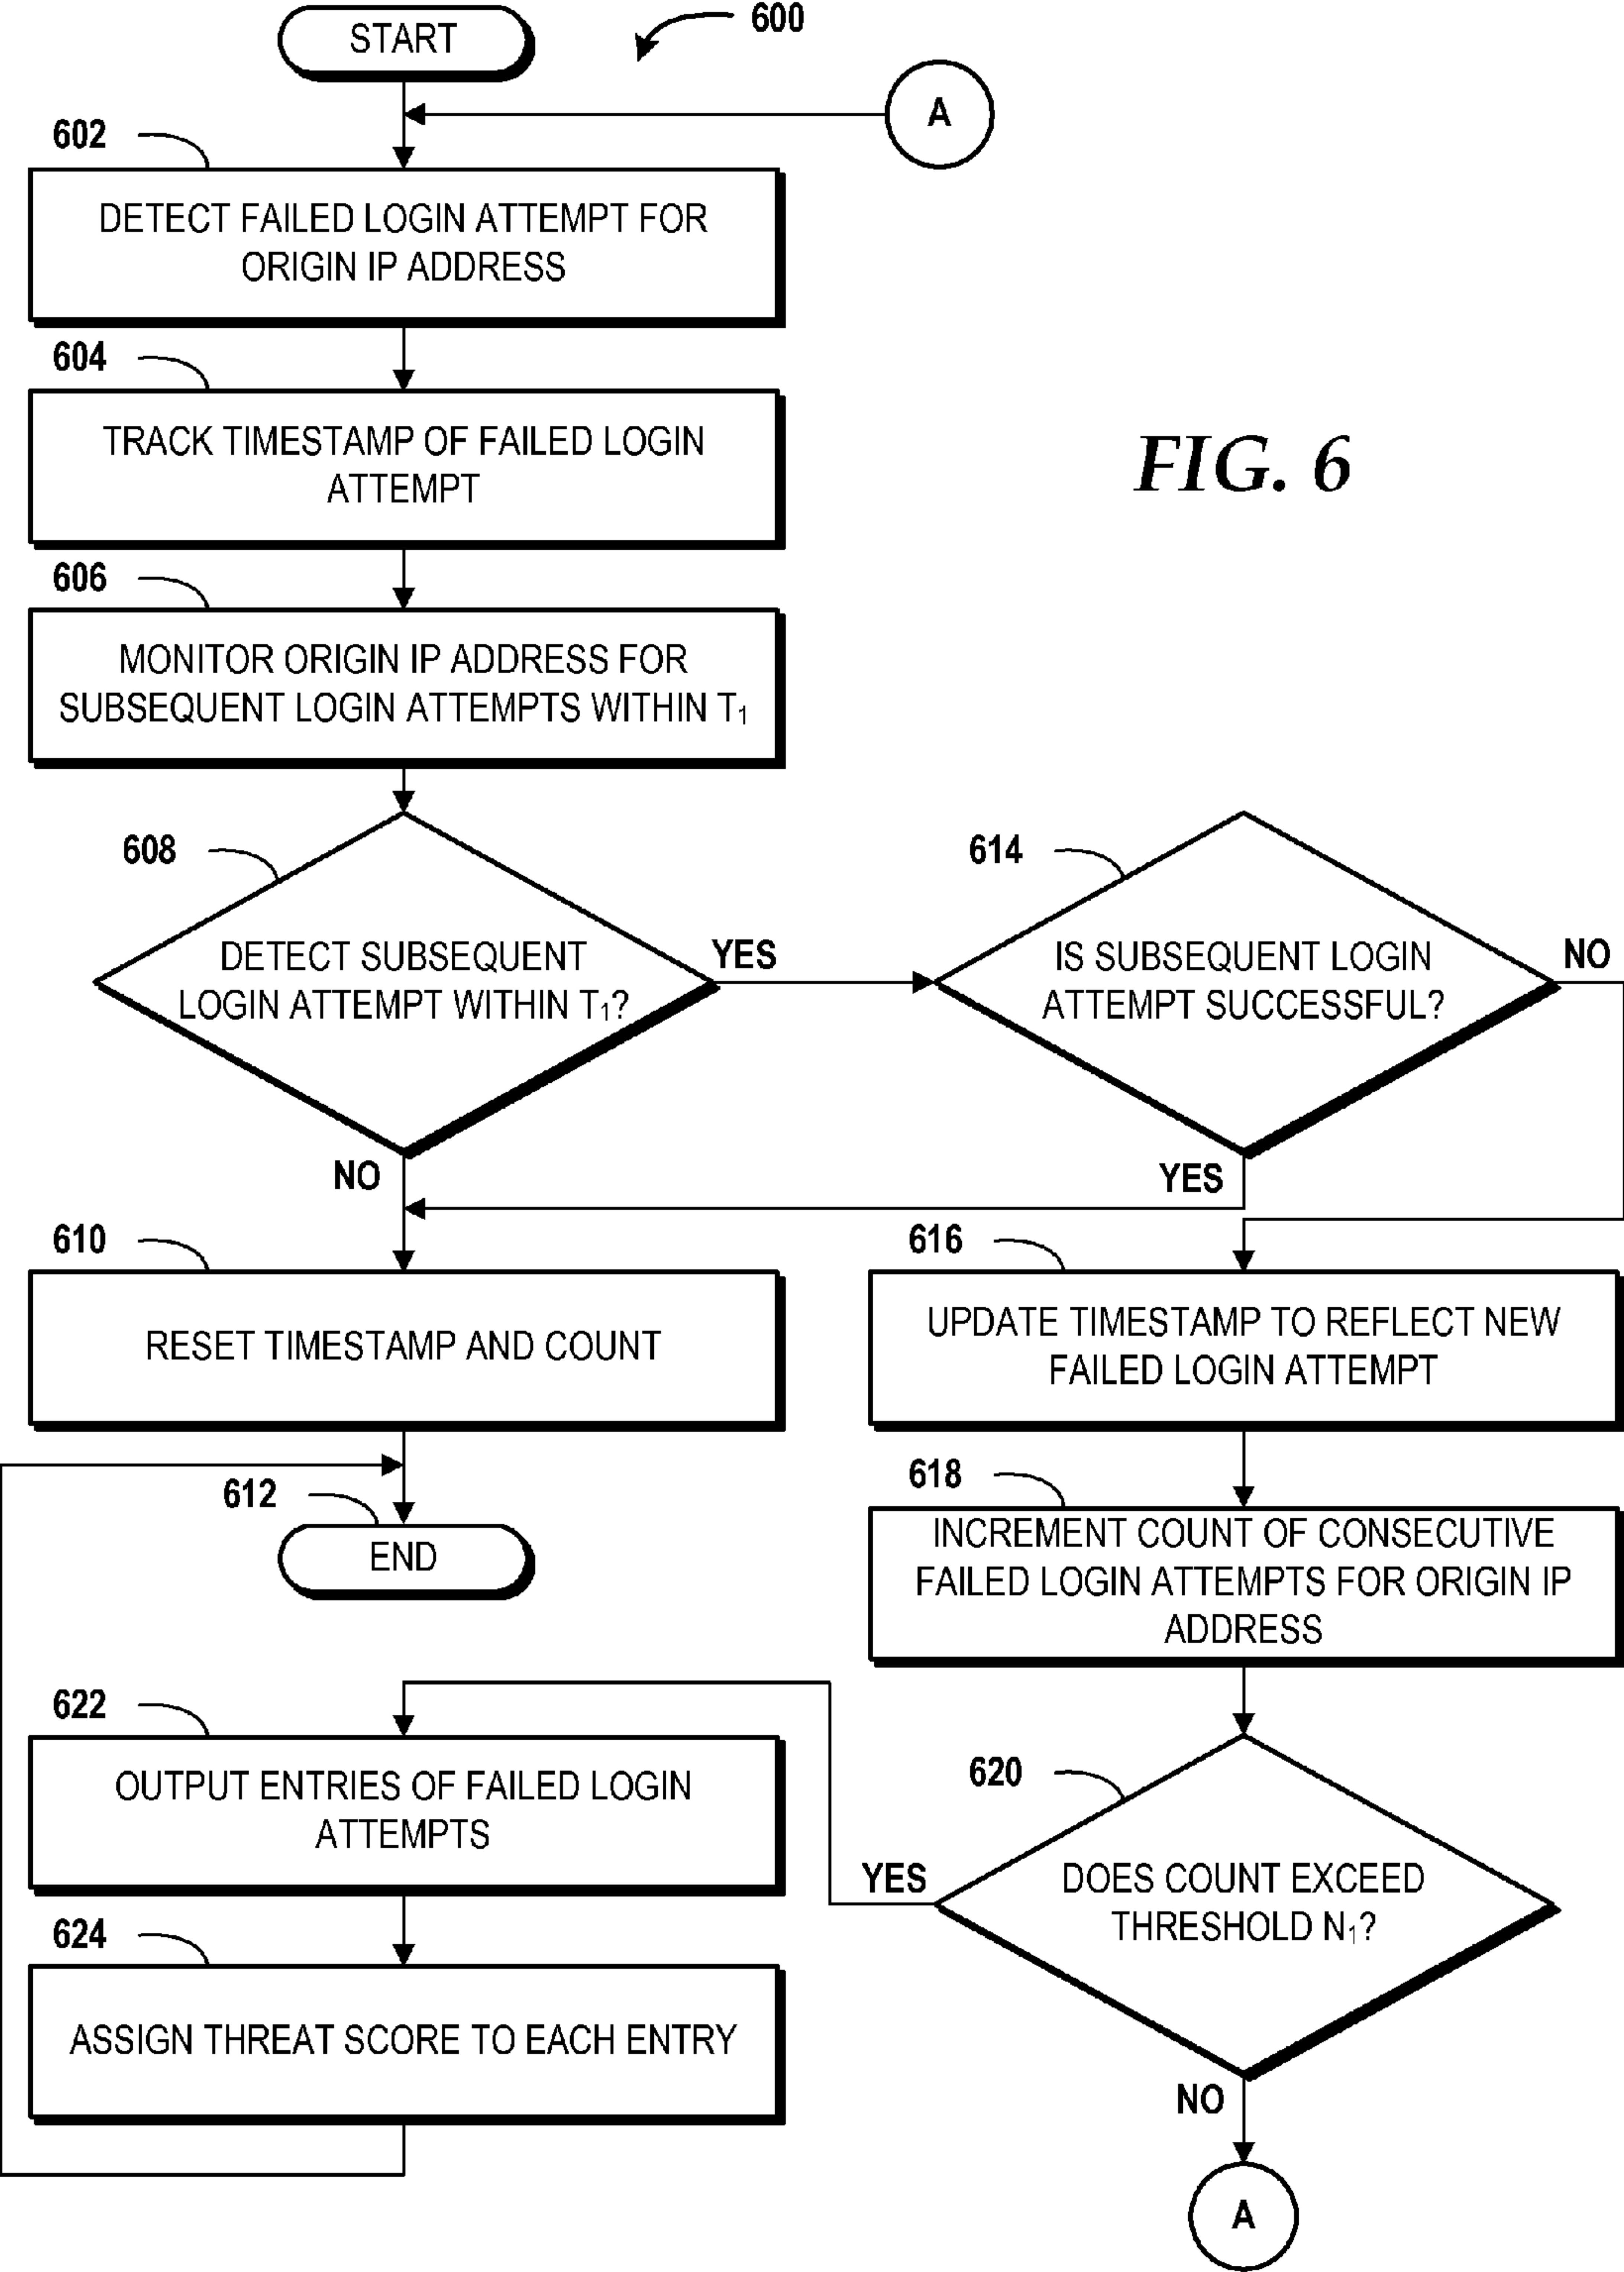 START
600
A
602
DETECT FAILED LOGIN ATTEMPT FOR
ORIGIN IP ADDRESS
604
TRACK TIMESTAMP OF FAILED LOGIN
ATTEMPT
FIG. 6
606
MONITOR ORIGIN IP ADDRESS FOR
SUBSEQUENT LOGIN ATTEMPTS WITHIN T₁
608
DETECT SUBSEQUENT
LOGIN ATTEMPT WITHIN T₁?
YES
NO
614
IS SUBSEQUENT LOGIN
ATTEMPT SUCCESSFUL?
NO
YES
610
RESET TIMESTAMP AND COUNT
612
END
616
UPDATE TIMESTAMP TO REFLECT NEW
FAILED LOGIN ATTEMPT
618
INCREMENT COUNT OF CONSECUTIVE
FAILED LOGIN ATTEMPTS FOR ORIGIN IP
ADDRESS
620
DOES COUNT EXCEED
THRESHOLD N₁?
YES
NO
622
OUTPUT ENTRIES OF FAILED LOGIN
ATTEMPTS
624
ASSIGN THREAT SCORE TO EACH ENTRY
A